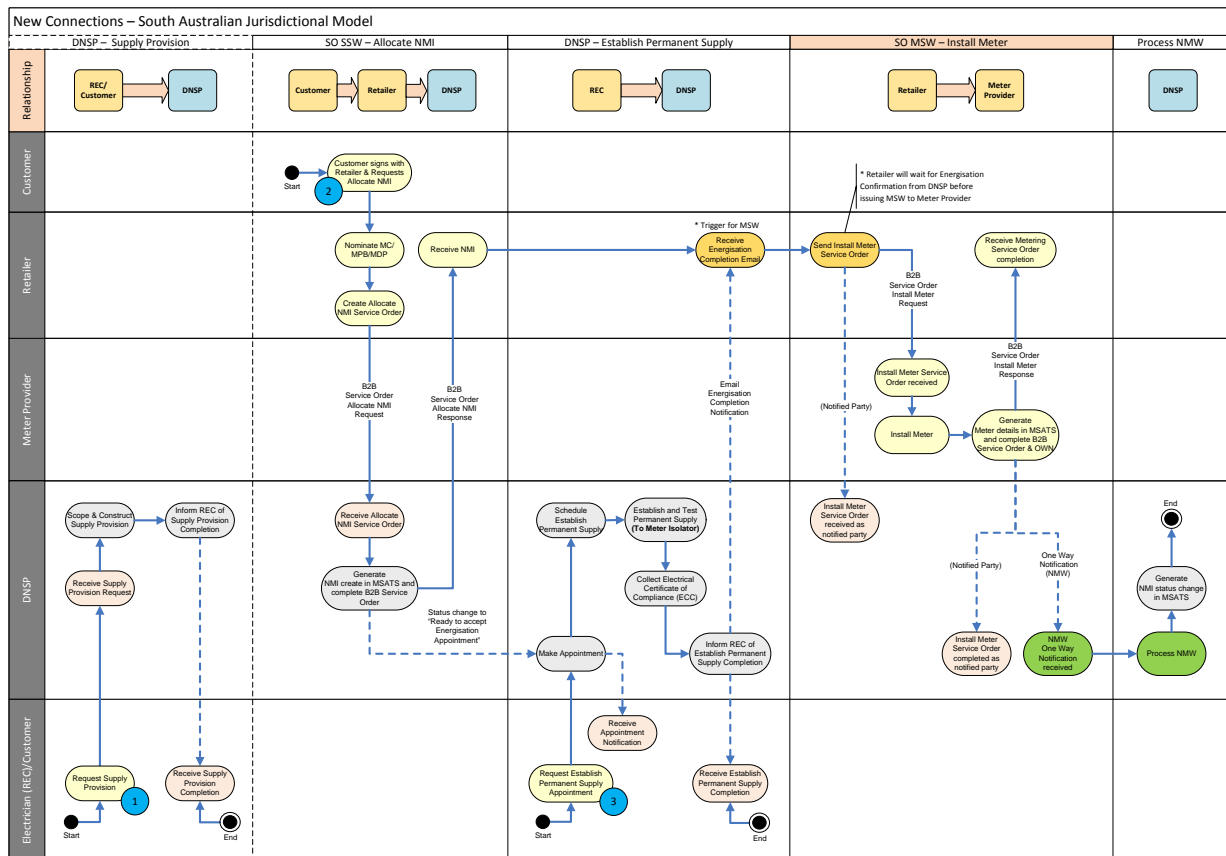 New Connections – South Australian Jurisdictional Model
DNSP – Supply Provision
SO SSW – Allocate NMI
DNSP – Establish Permanent Supply
SO MSW – Install Meter
Process NMW
Relationship
REC/
Customer
DNSP
Customer
Retailer
DNSP
REC
DNSP
Retailer
Meter
Provider
DNSP
Customer
Start
Customer signs with
Retailer & Requests
Allocate NMI
2
* Retailer will wait for Energisation
Confirmation from DNSP before
issuing MSW to Meter Provider
Retailer
Nominate MC/
MPB/MDP
Receive NMI
* Trigger for MSW
Receive
Energisation
Completion Email
Send Install Meter
Service Order
Receive Metering
Service Order
completion
Create Allocate
NMI Service Order
B2B
Service Order
Install Meter
Request
Meter Provider
B2B
Service Order
Allocate NMI
Request
B2B
Service Order
Allocate NMI
Response
Email
Energisation
Completion
Notification
(Notified Party)
B2B
Service Order
Install Meter
Response
Install Meter Service
Order received
Install Meter
Generate
Meter details in MSATS
and complete B2B
Service Order & OWN
DNSP
Scope & Construct
Supply Provision
Inform REC of
Supply Provision
Completion
Receive Supply
Provision Request
Receive Allocate
NMI Service Order
Generate
NMI create in MSATS and
complete B2B Service
Order
Status change to
"Ready to accept
Energisation
Appointment"
Schedule
Establish
Permanent Supply
Establish and Test
Permanent Supply
(To Meter Isolator)
Collect Electrical
Certificate of
Compliance (ECC)
Make Appointment
Inform REC of
Establish Permanent
Supply Completion
Install Meter
Service Order
received as
notified party
(Notified Party)
One Way
Notification
(NMW)
Install Meter
Service Order
completed as
notified party
NMW
One Way
Notification
received
End
Generate
NMI status change
in MSATS
Process NMW
Electrician (REC)/Customer
Request Supply
Provision
1
Start
Receive Supply
Provision
Completion
End
Receive
Appointment
Notification
Request Establish
Permanent Supply
Appointment
3
Start
Receive Establish
Permanent Supply
Completion
End